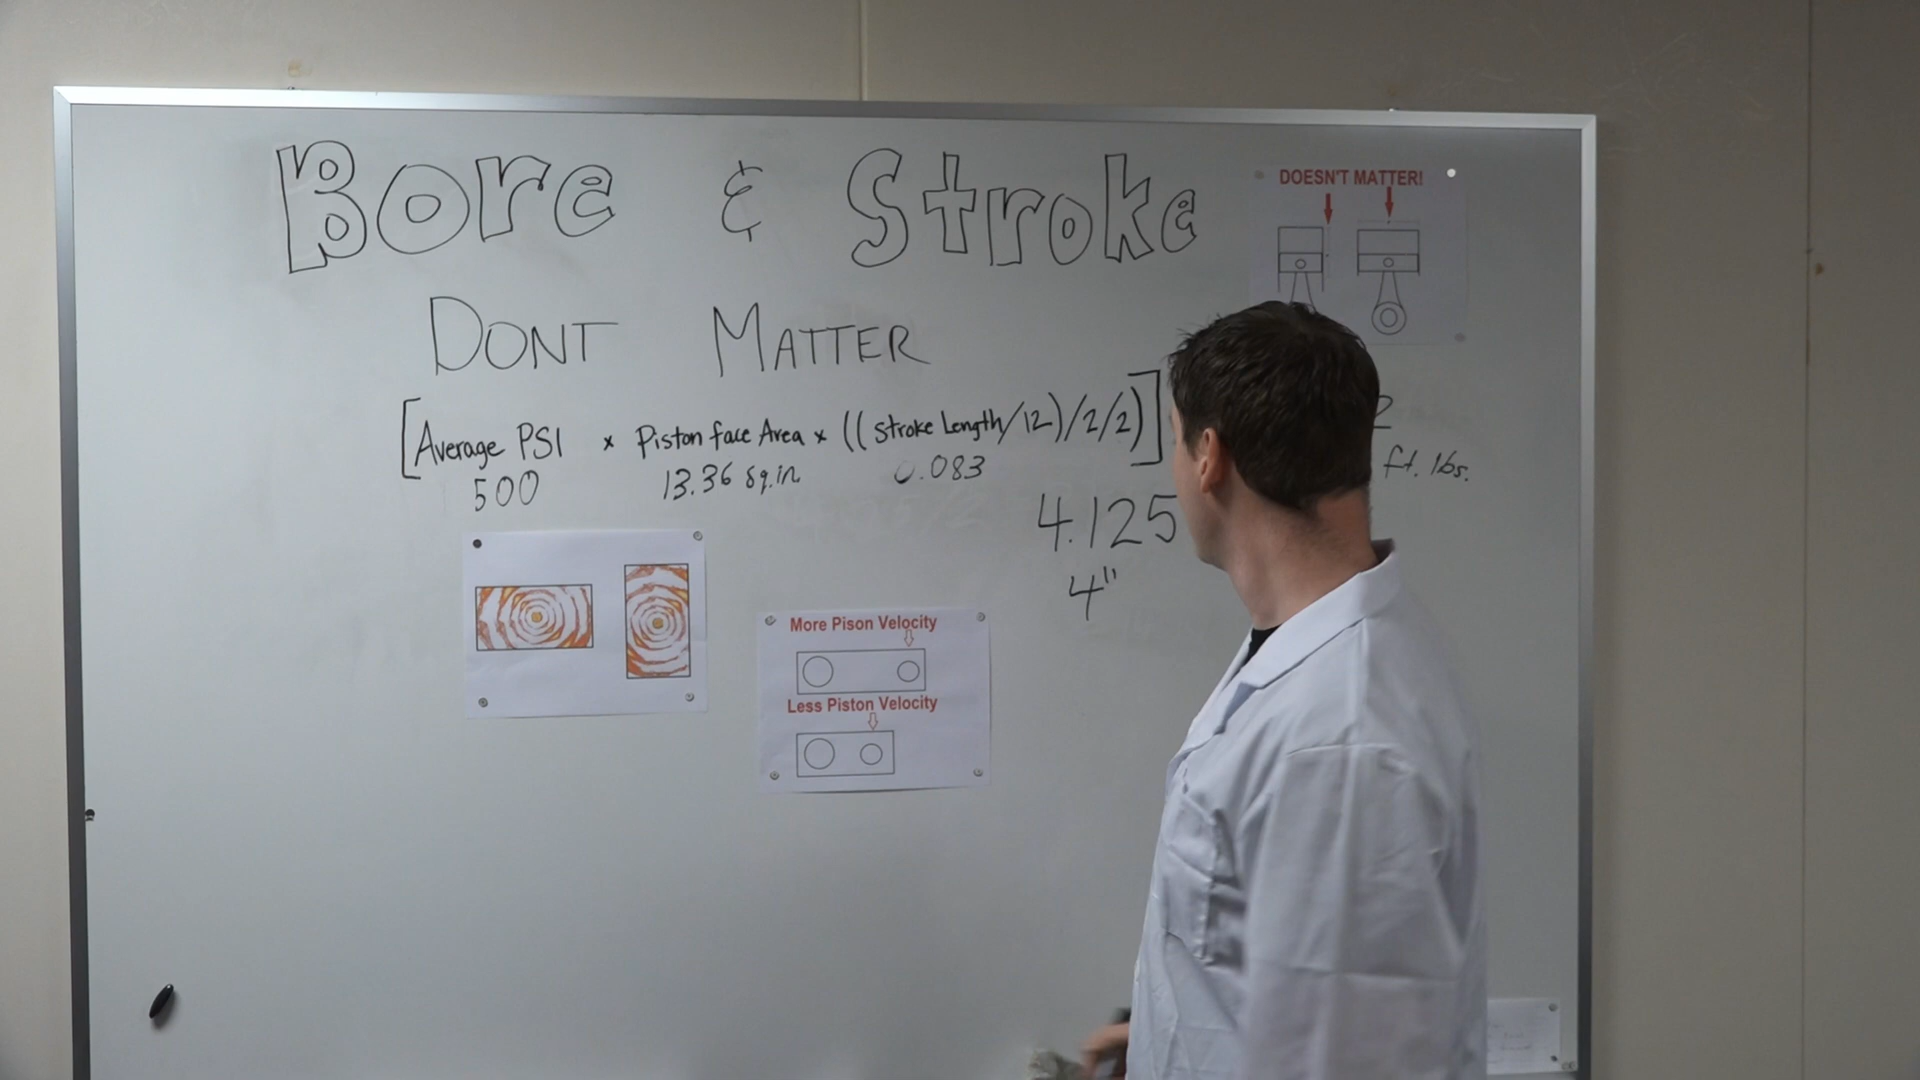 Bore & Stroke
DOESN'T MATTER!
DONT MATTER
[Average PSI x Piston face Area x ((stroke Length/12)/2/2)]
500 13.36 sq.in 0.083
ft. lbs.
4.125
4"
More Pison Velocity
Less Piston Velocity